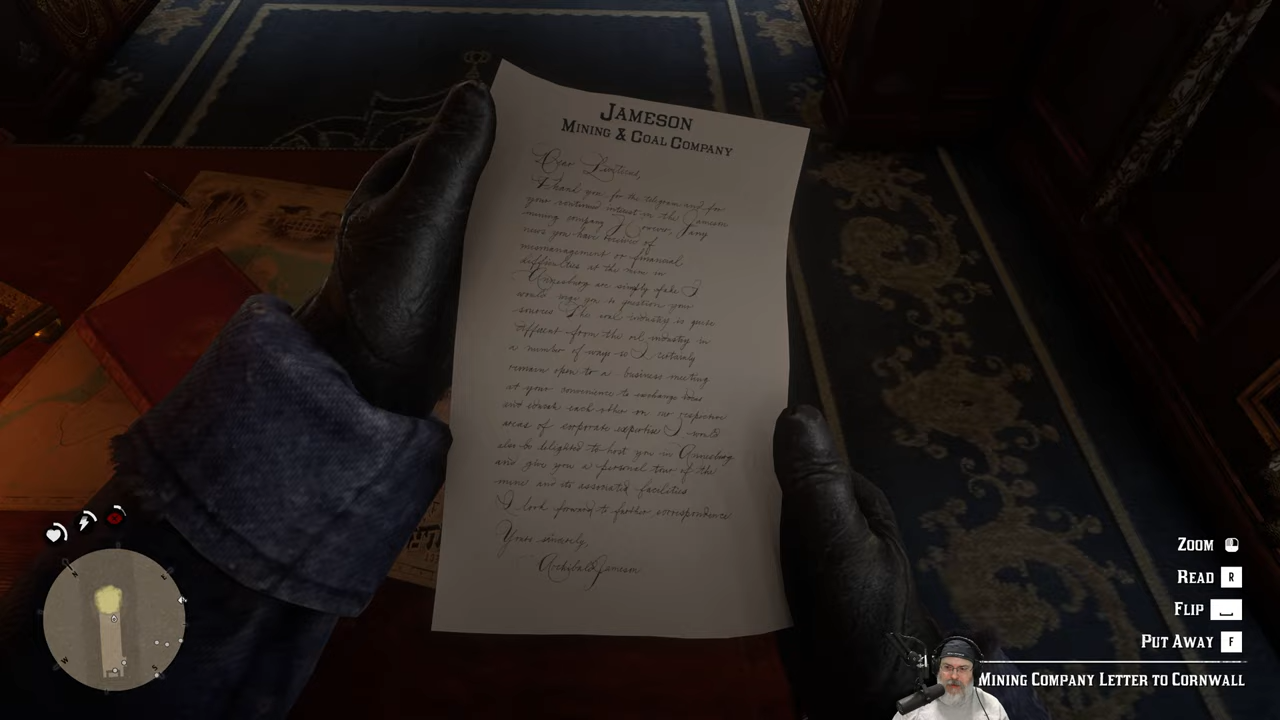 JAMESON
MINING & COAL COMPANY
Dear Leviticus,
Thank you for the telegram and for
your continued interest in the Jameson
mining company. I
news you have received of
mismanagement or financial
difficulties at the mine in
Annesburg are simply fake I
would urge you to question your
sources The coal industry is quite
different from the oil industry in
a number of ways so I certainly
remain open to a business meeting
at your convenience to exchange ideas
and each other on our respective
areas of corporate expertise I would
also be delighted to host you in Annesburg
and give you a personal tour of the
mine and its associated facilities
I look forward to further correspondence
Yours sincerely,
Archibald Jameson
ZOOM
READ R
FLIP
PUT AWAY F
MINING COMPANY LETTER TO CORNWALL